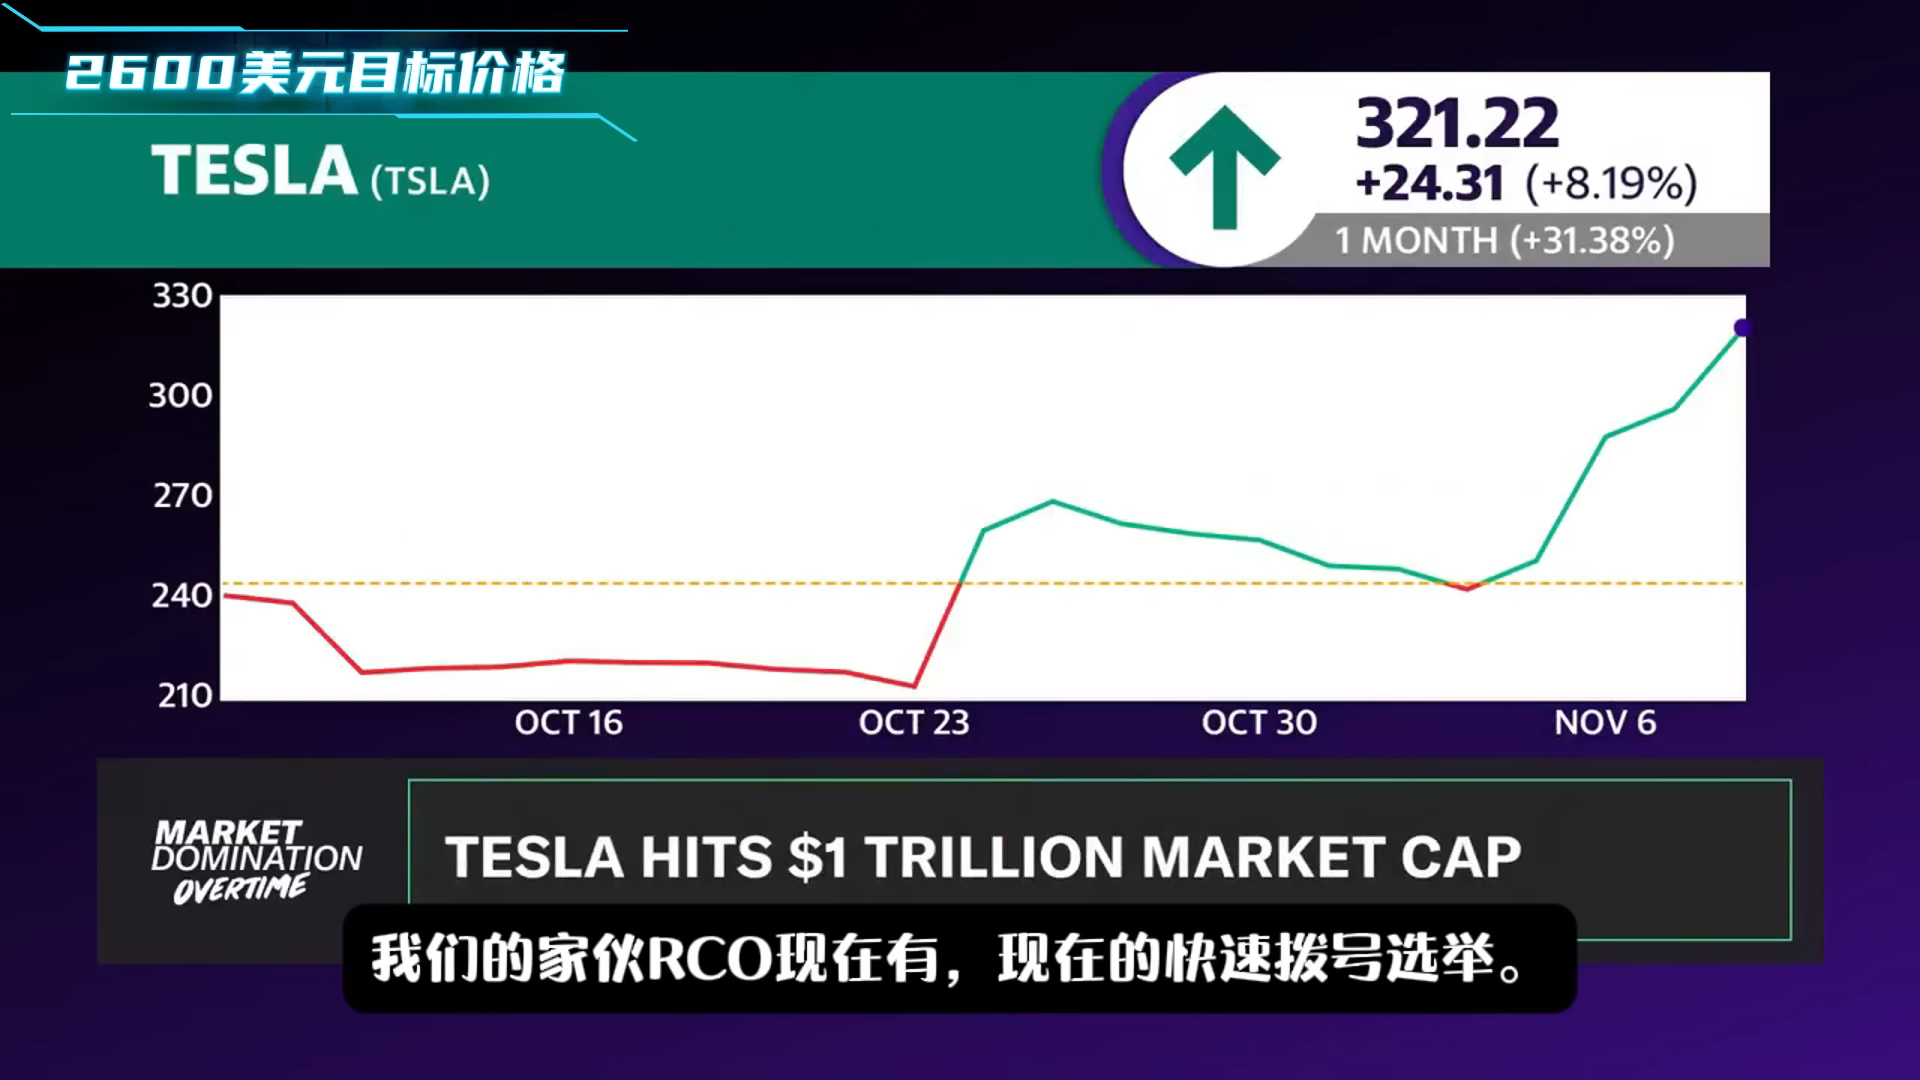 2600美元目标价格
TESLA (TSLA)
321.22
+24.31 (+8.19%)
1 MONTH (+31.38%)
330
300
270
240
210
OCT 16 OCT 23 OCT 30 NOV 6
MARKET
DOMINATION
OVERTIME
TESLA HITS $1 TRILLION MARKET CAP
我们的家伙RCO现在有，现在的快速拨号选举。